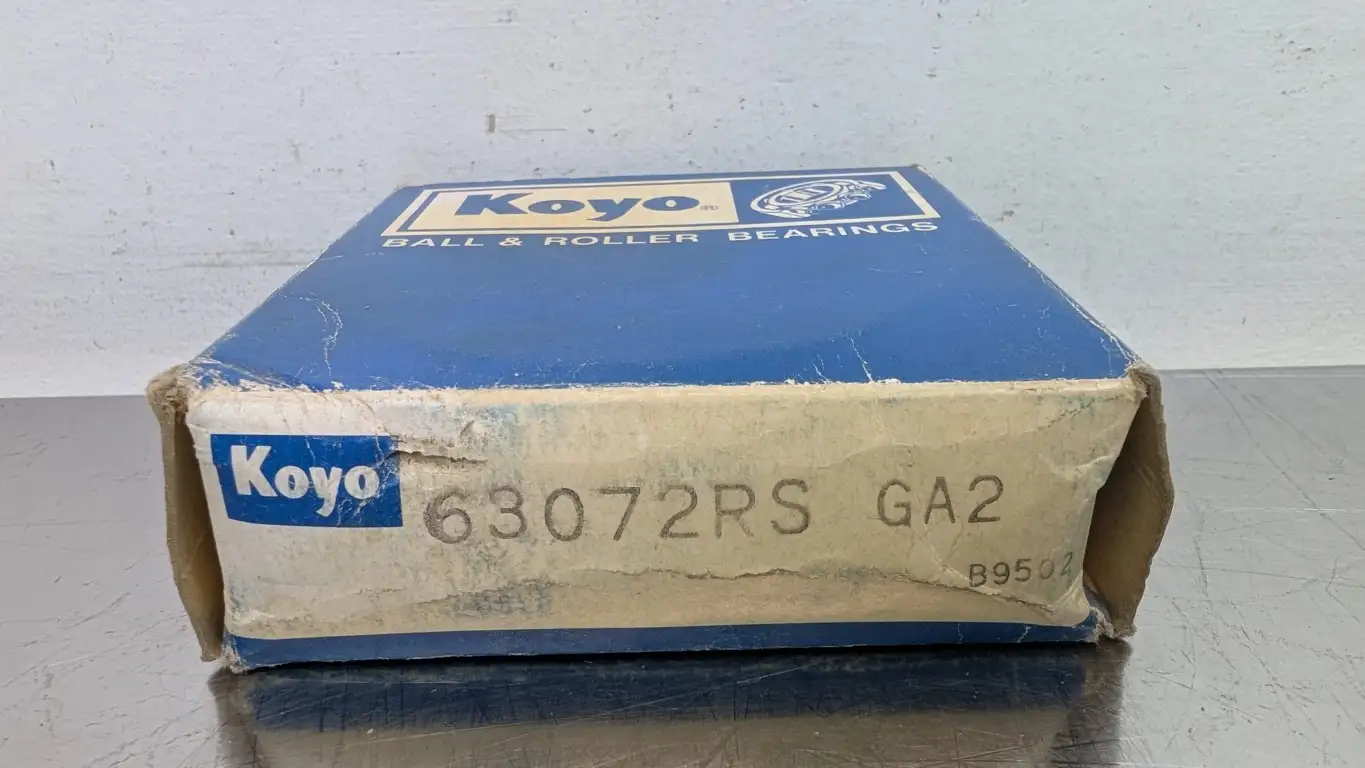 Koyo®
BALL & ROLLER BEARINGS
Koyo
63072RS GA2
B9502